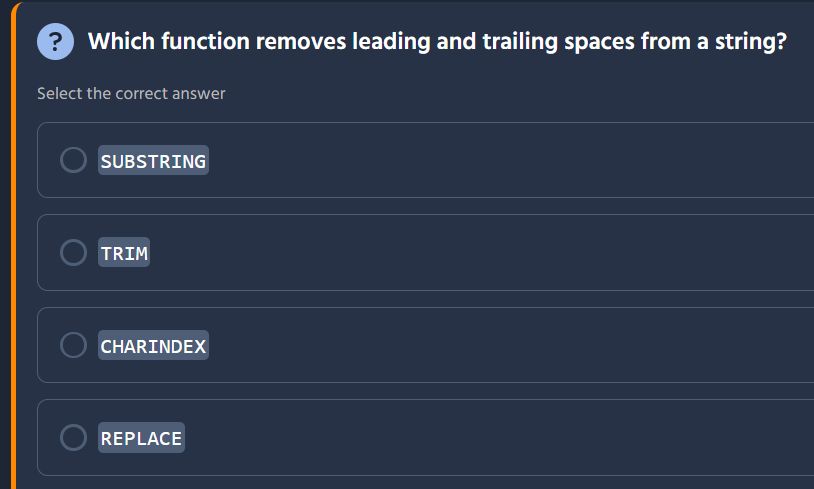 ? Which function removes leading and trailing spaces from a string?
Select the correct answer
SUBSTRING
TRIM
CHARINDEX
REPLACE